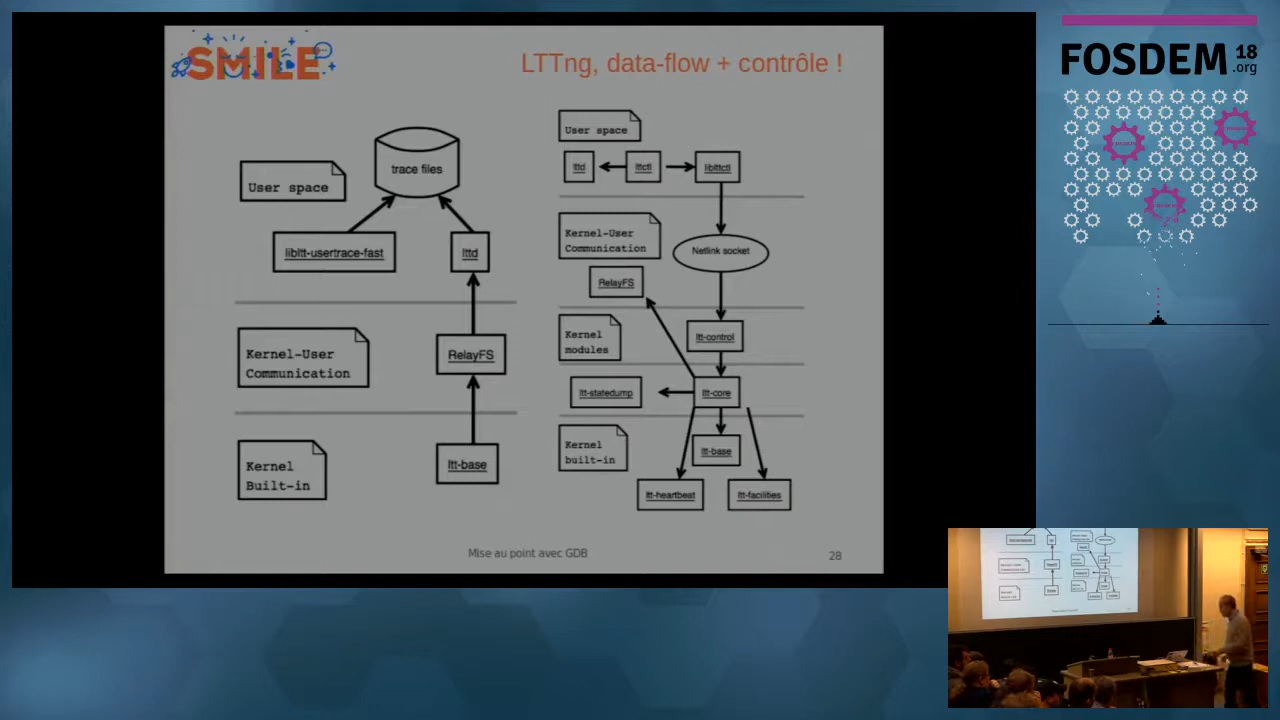 SMILE
LTTng, data-flow + contrôle !
trace files
User space
libltt-usertrace-fast
lttd
Kernel-User
Communication
RelayFS
Kernel
Built-in
ltt-base
User space
lttd
lttctl
liblttctl
Kernel-User
Communication
Netlink socket
RelayFS
Kernel
modules
ltt-control
ltt-statedump
ltt-core
Kernel
built-in
ltt-base
ltt-heartbeat
ltt-facilities
Mise au point avec GDB
28
FOSDEM 18
.org